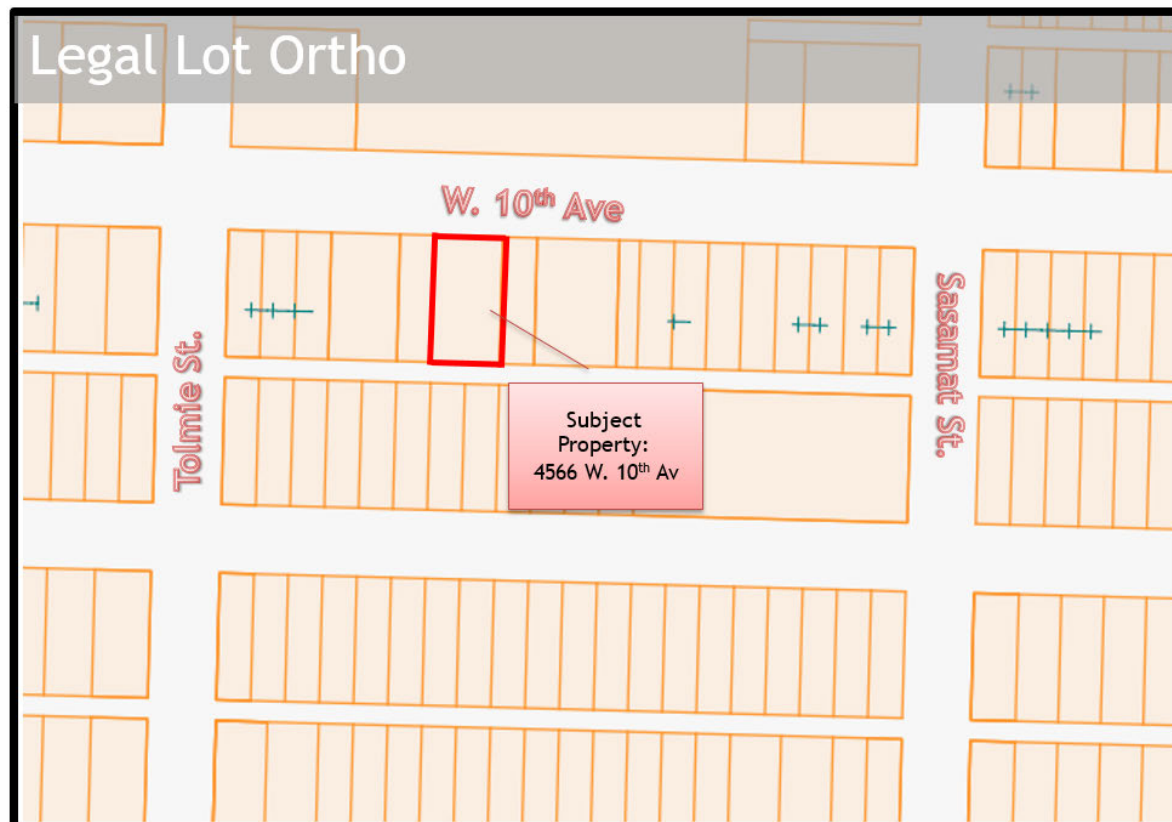 Legal Lot Ortho
W. 10th Ave
Tolmie St.
Sasamat St.
Subject
Property:
4566 W. 10th Av